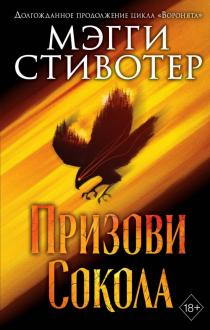 Долгожданное продолжение цикла «Воронята»
МЭГГИ
СТИВОТЕР
ПРИЗОВИ
СОКОЛА
18+